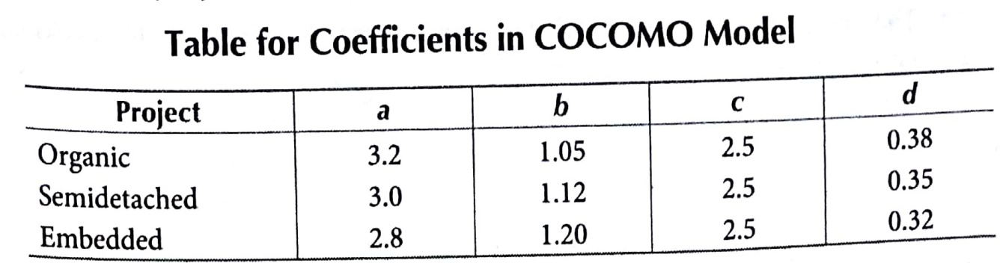 Table for Coefficients in COCOMO Model
Project a b c d
Organic 3.2 1.05 2.5 0.38
Semidetached 3.0 1.12 2.5 0.35
Embedded 2.8 1.20 2.5 0.32